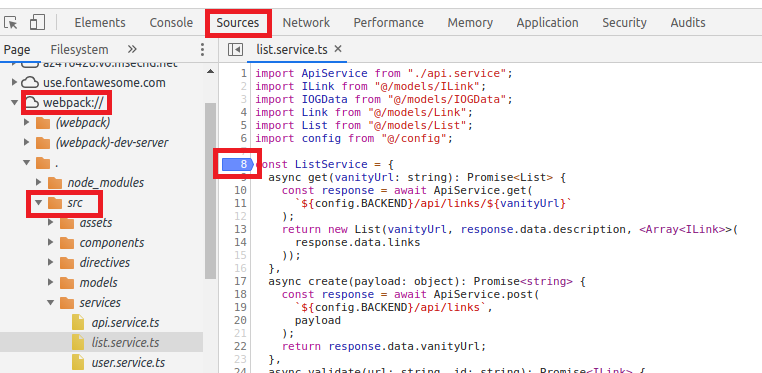 Elements Console Sources Network Performance Memory Application Security Audits
Page Filesystem »
list.service.ts ×
use.fontawesome.com
webpack://
(webpack)
(webpack)-dev-server
.
node_modules
src
assets
components
directives
models
services
api.service.ts
list.service.ts
user.service.ts
1 import ApiService from "./api.service";
2 import ILink from "@/models/ILink";
3 import IOGData from "@/models/IOGData";
4 import Link from "@/models/Link";
5 import List from "@/models/List";
6 import config from "@/config";
7
8 const ListService = {
9 async get(vanityUrl: string): Promise<List> {
10 const response = await ApiService.get(
11 `${config.BACKEND}/api/links/${vanityUrl}`
12 );
13 return new List(vanityUrl, response.data.description, <Array<ILink>>(
14 response.data.links
15 ));
16 },
17 async create(payload: object): Promise<string> {
18 const response = await ApiService.post(
19 `${config.BACKEND}/api/links`,
20 payload
21 );
22 return response.data.vanityUrl;
23 },
24 async validate(url: string, id: string): Promise<ILink> {